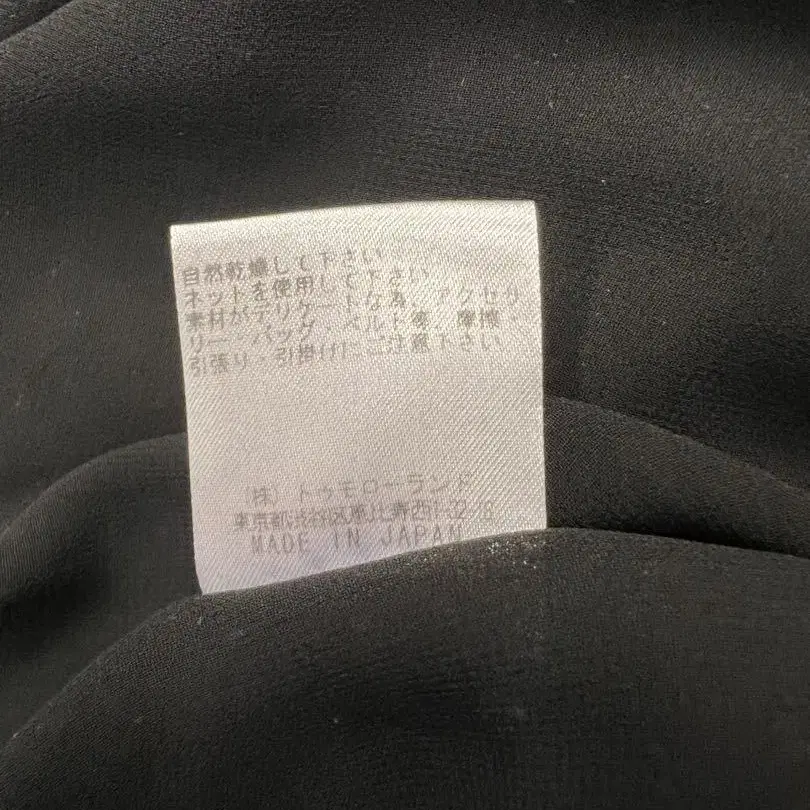 自然乾燥して下さい
ネットを使用して下さい
素材がデリケートな為、アクセサ
リー・バッグ・ベルト等、摩擦・
引張り・引掛けにご注意下さい
(株) トゥモローランド
東京都渋谷区恵比寿西1-32-18
MADE IN JAPAN